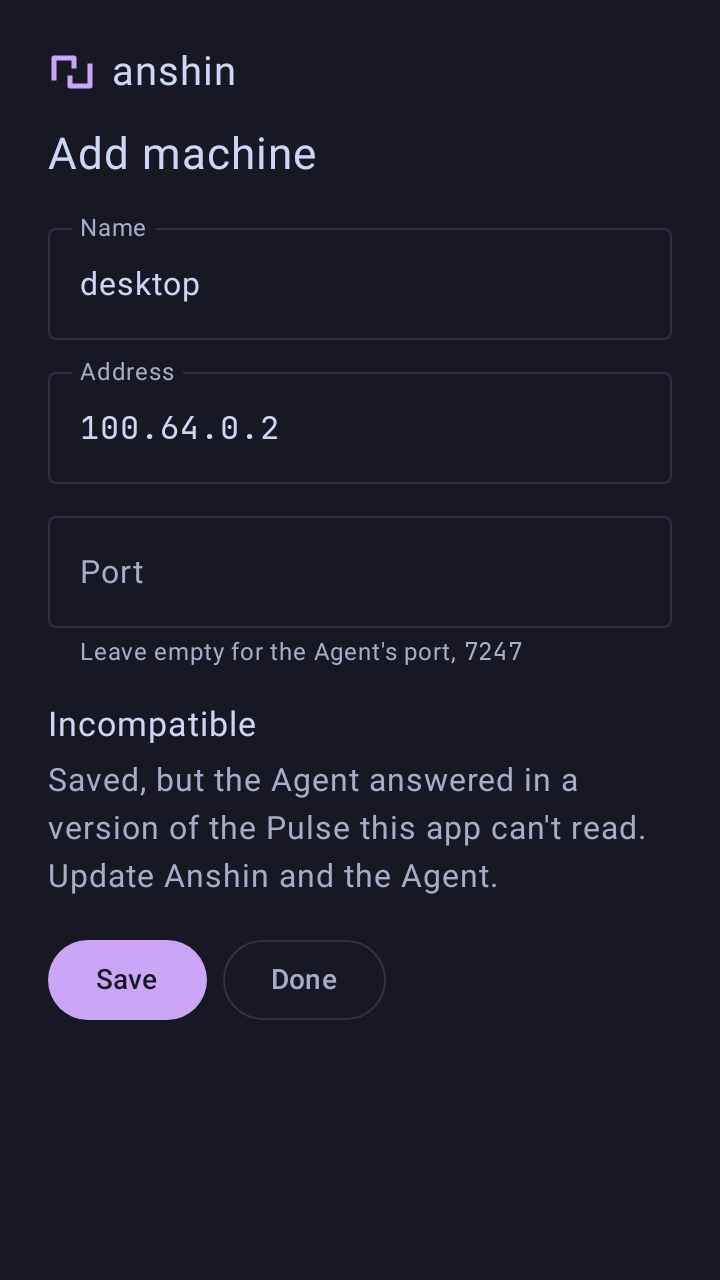 anshin
Add machine
Name
desktop
Address
100.64.0.2
Port
Leave empty for the Agent's port, 7247
Incompatible
Saved, but the Agent answered in a
version of the Pulse this app can't read.
Update Anshin and the Agent.
Save
Done